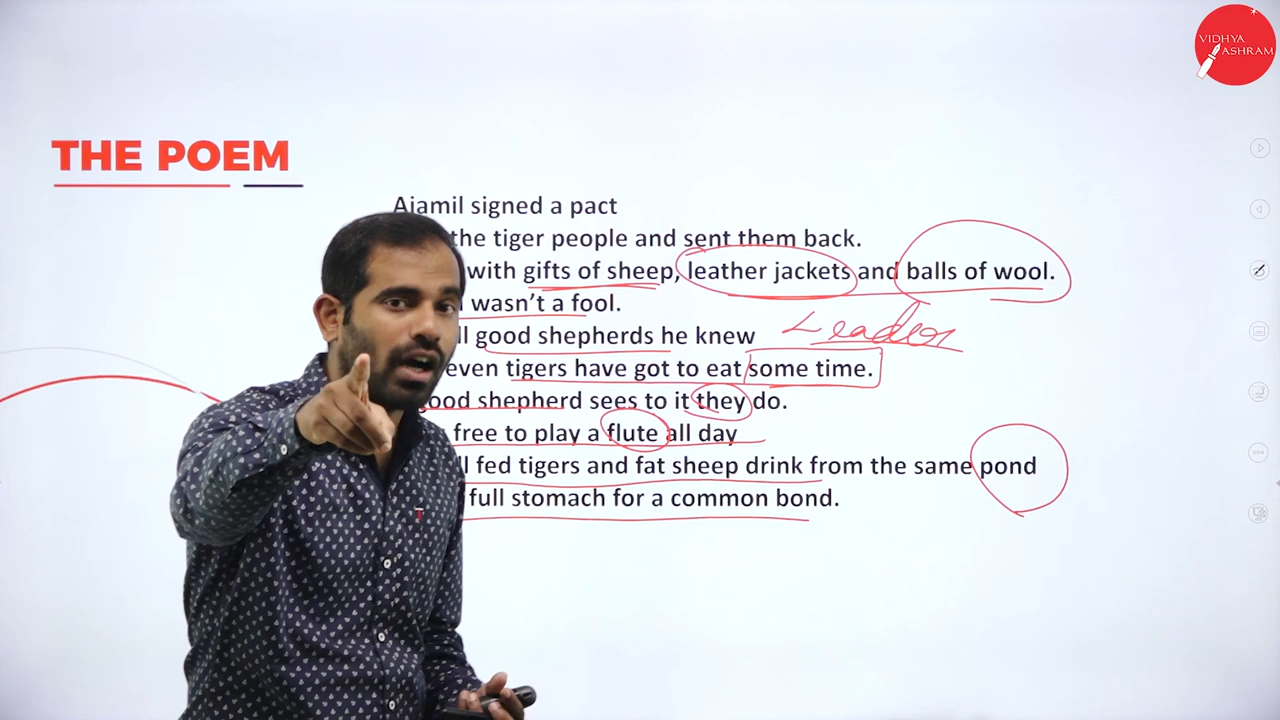 VIDHYA
ASHRAM
THE POEM
Ajamil signed a pact
the tiger people and sent them back.
with gifts of sheep, leather jackets and balls of wool.
wasn't a fool.
good shepherds he knew
even tigers have got to eat some time.
good shepherd sees to it they do.
free to play a flute all day
fed tigers and fat sheep drink from the same pond
full stomach for a common bond.
Leader